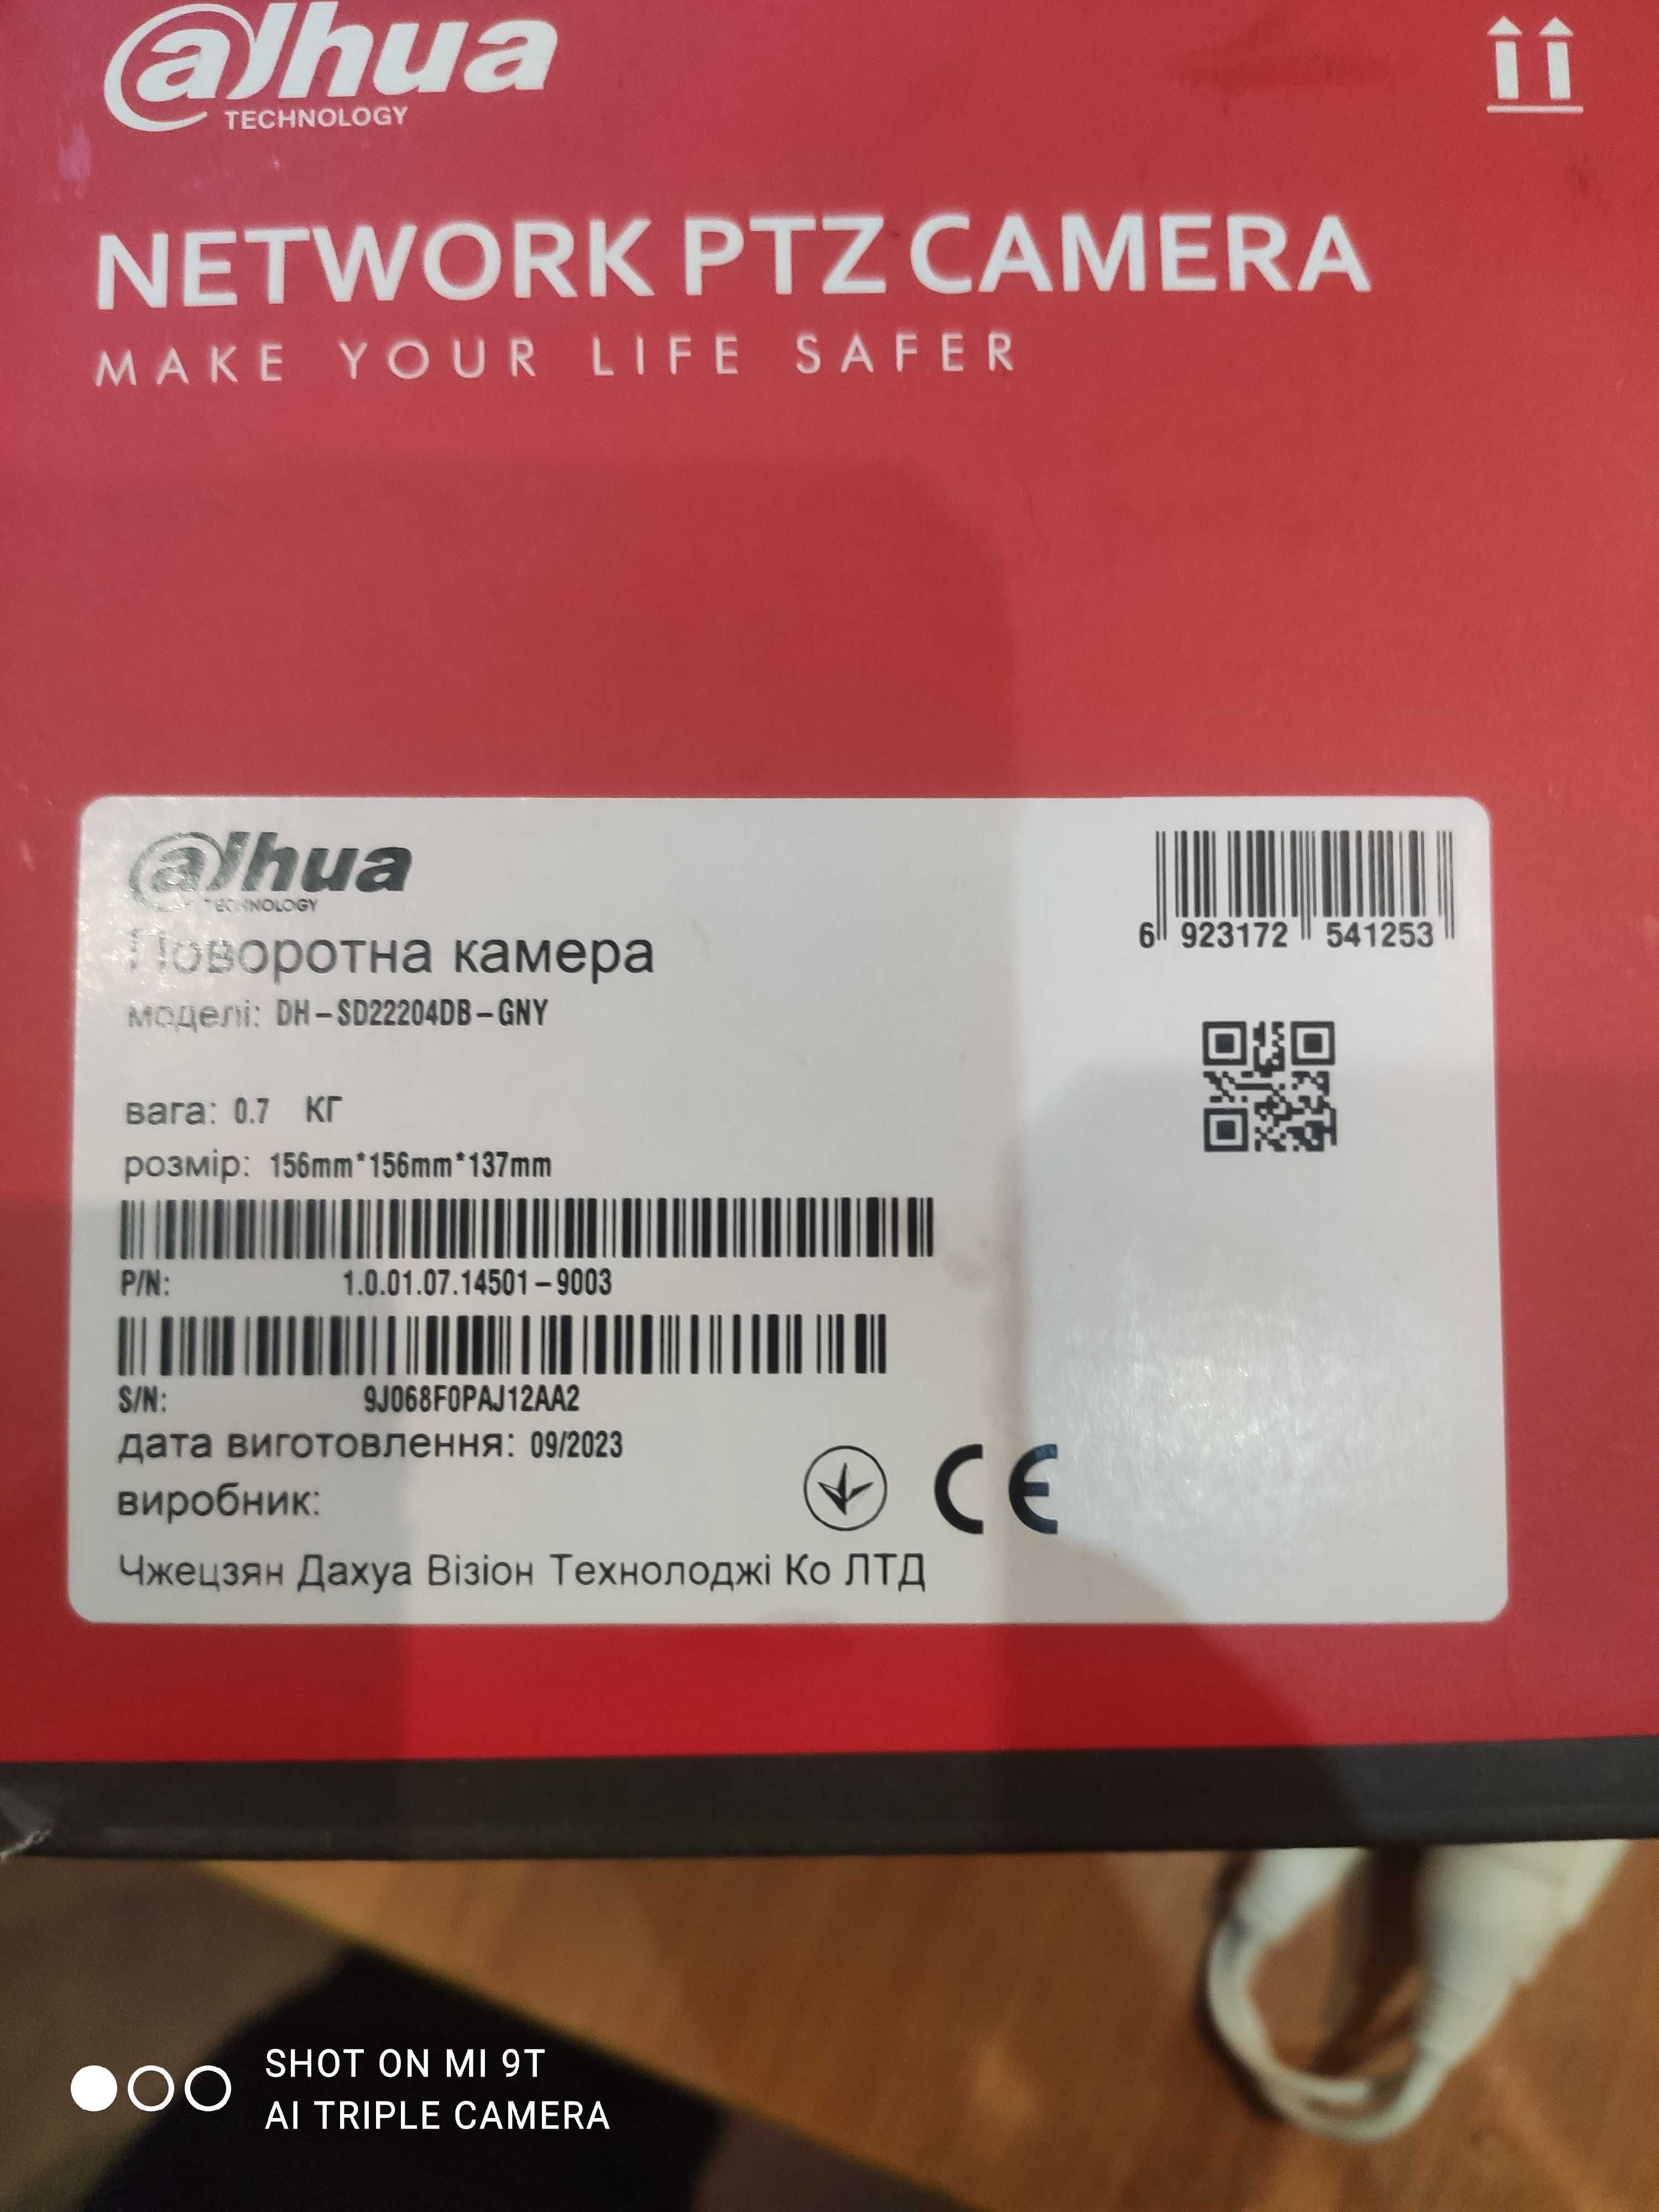 alhua
TECHNOLOGY
NETWORK PTZ CAMERA
MAKE YOUR LIFE SAFER
alhua
TECHNOLOGY
Поворотна камера
моделі: DH-SD22204DB-GNY
6 923172 541253
вага: 0.7 КГ
розмір: 156mm*156mm*137mm
P/N: 1.0.01.07.14501-9003
S/N: 9J068F0PAJ12AA2
дата виготовлення: 09/2023
виробник:
CE
Чжецзян Дахуа Візіон Технолоджі Ко ЛТД
SHOT ON MI 9T
AI TRIPLE CAMERA